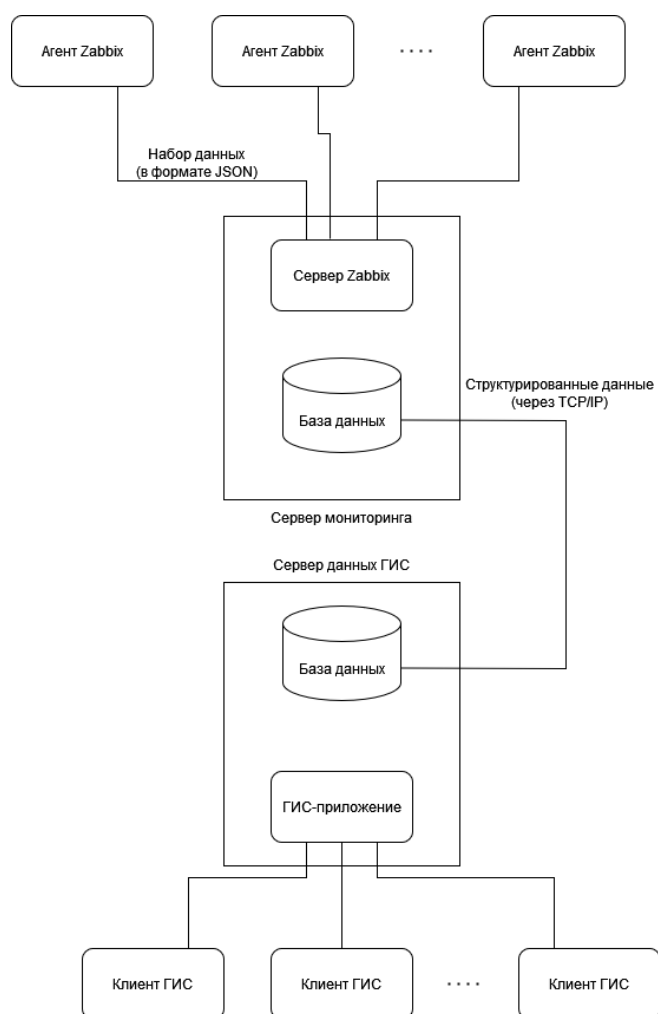 Агент Zabbix
Агент Zabbix
....
Агент Zabbix
Набор данных
(в формате JSON)
Сервер Zabbix
База данных
Структурированные данные
(через TCP/IP)
Сервер мониторинга
Сервер данных ГИС
База данных
ГИС-приложение
Клиент ГИС
Клиент ГИС
....
Клиент ГИС